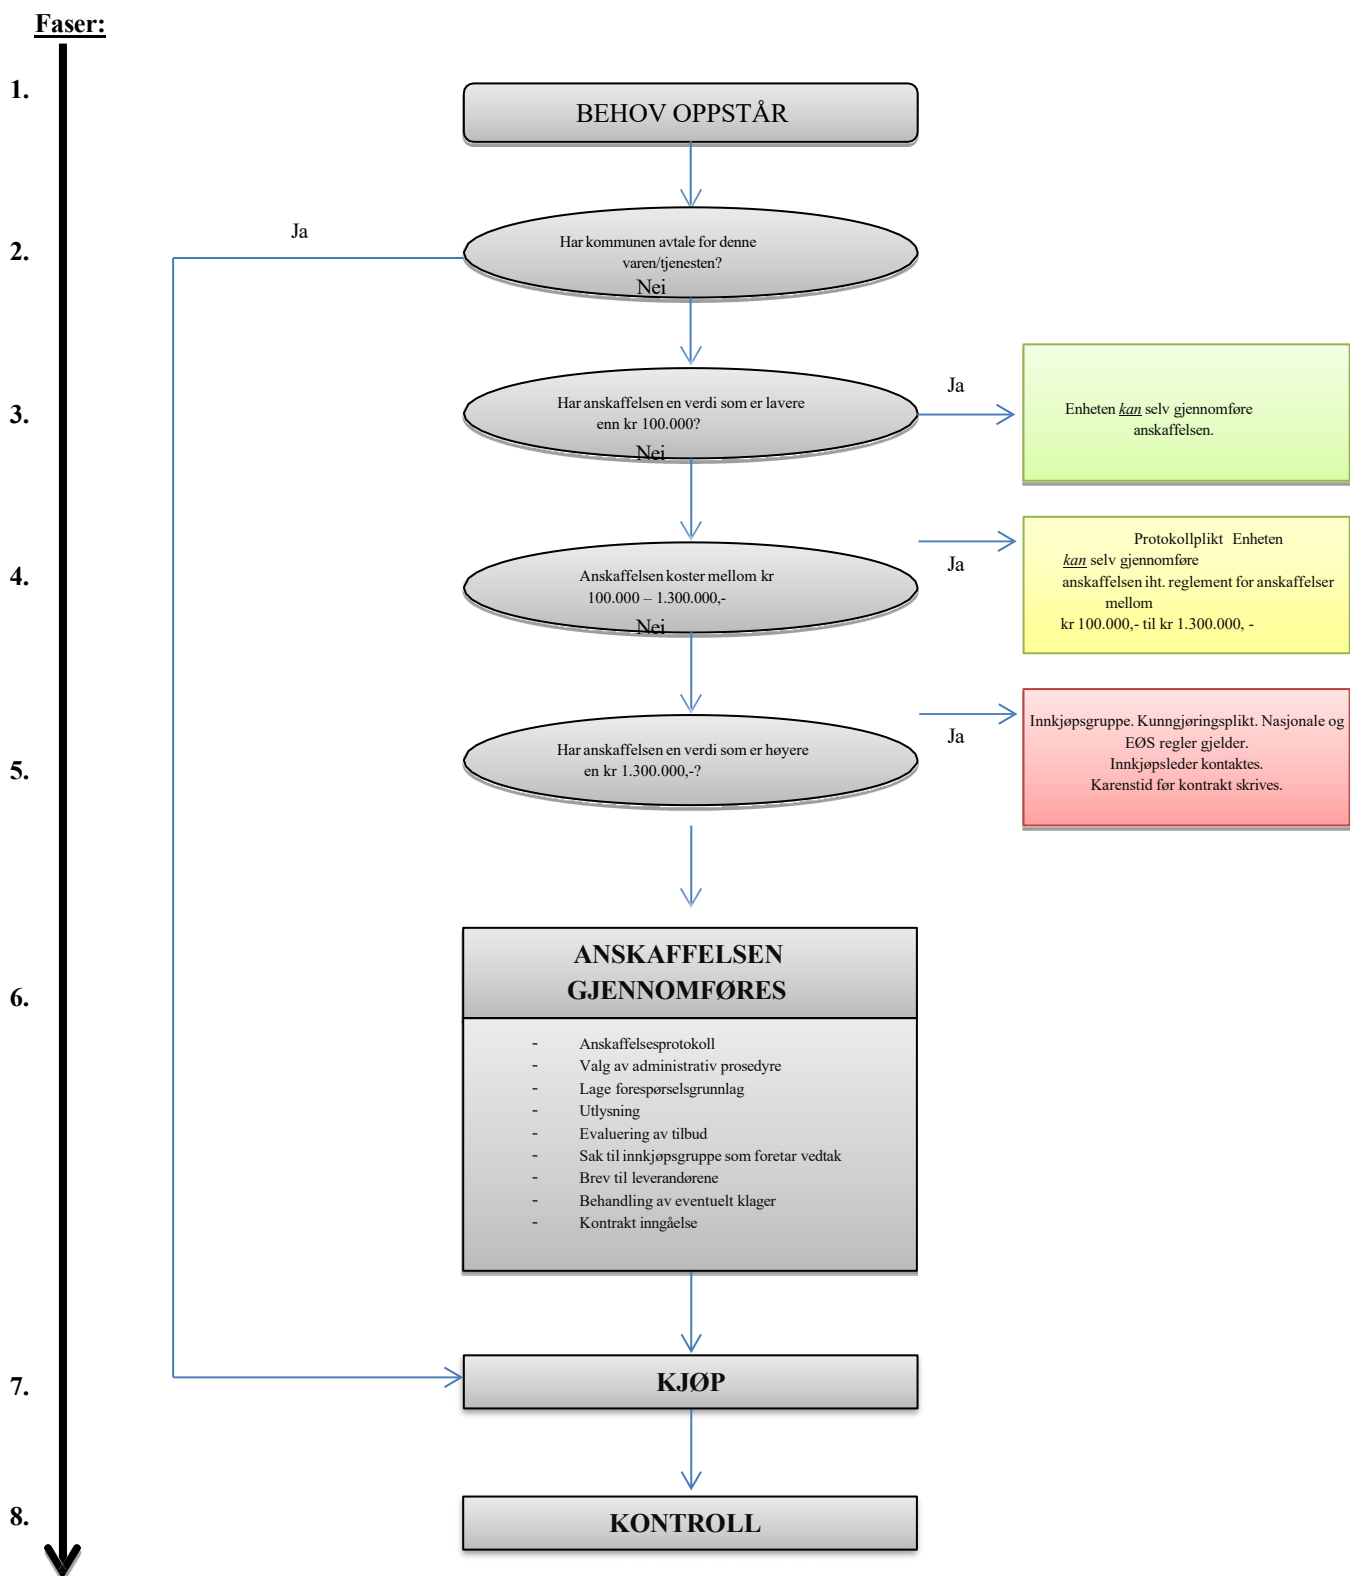 Faser:
1.
BEHOV OPPSTÅR
Ja
2.
Har kommunen avtale for denne
varen/tjenesten?
Nei
3.
Har anskaffelsen en verdi som er lavere
enn kr 100.000?
Nei
Ja
Enheten kan selv gjennomføre
anskaffelsen.
4.
Anskaffelsen koster mellom kr
100.000 – 1.300.000,-
Nei
Ja
Protokollplikt Enheten
kan selv gjennomføre
anskaffelsen iht. reglement for anskaffelser
mellom
kr 100.000,- til kr 1.300.000, -
5.
Har anskaffelsen en verdi som er høyere
en kr 1.300.000,-?
Ja
Innkjøpsgruppe. Kunngjøringsplikt. Nasjonale og
EØS regler gjelder.
Innkjøpsleder kontaktes.
Karenstid før kontrakt skrives.
6.
ANSKAFFELSEN
GJENNOMFØRES
- Anskaffelsesprotokoll
- Valg av administrativ prosedyre
- Lage forespørselsgrunnlag
- Utlysning
- Evaluering av tilbud
- Sak til innkjøpsgruppe som foretar vedtak
- Brev til leverandørene
- Behandling av eventuelt klager
- Kontrakt inngåelse
7.
KJØP
8.
KONTROLL